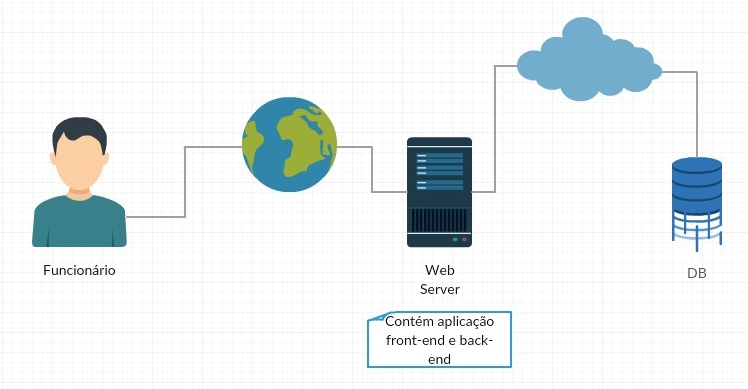 Funcionário
Web
Server
DB
Contém aplicação
front-end e back-
end